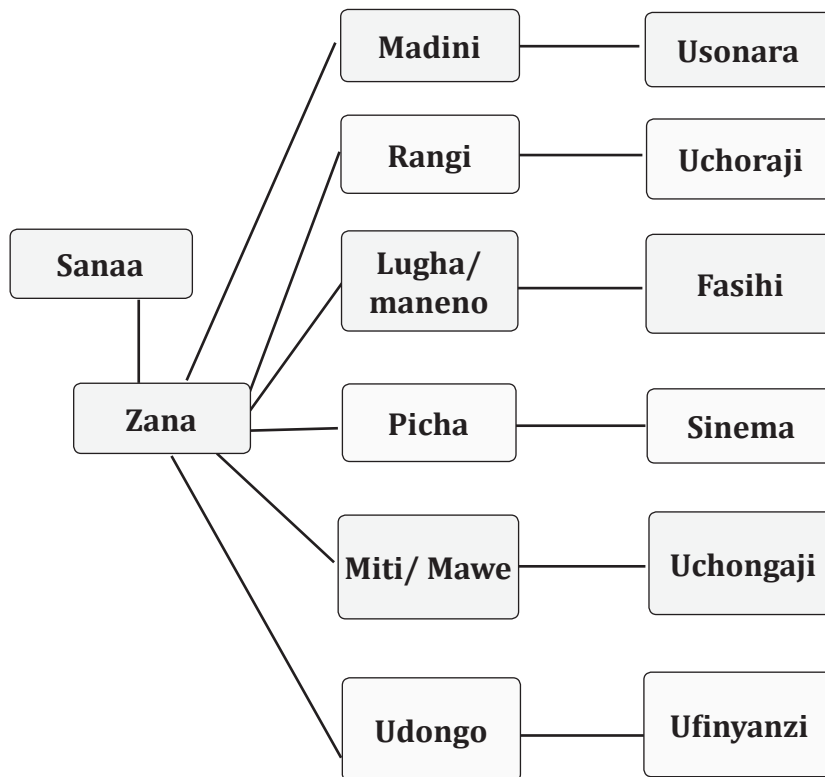 Sanaa
Zana
Madini
Usonara
Rangi
Uchoraji
Lugha/
maneno
Fasihi
Picha
Sinema
Miti/ Mawe
Uchongaji
Udongo
Ufinyanzi